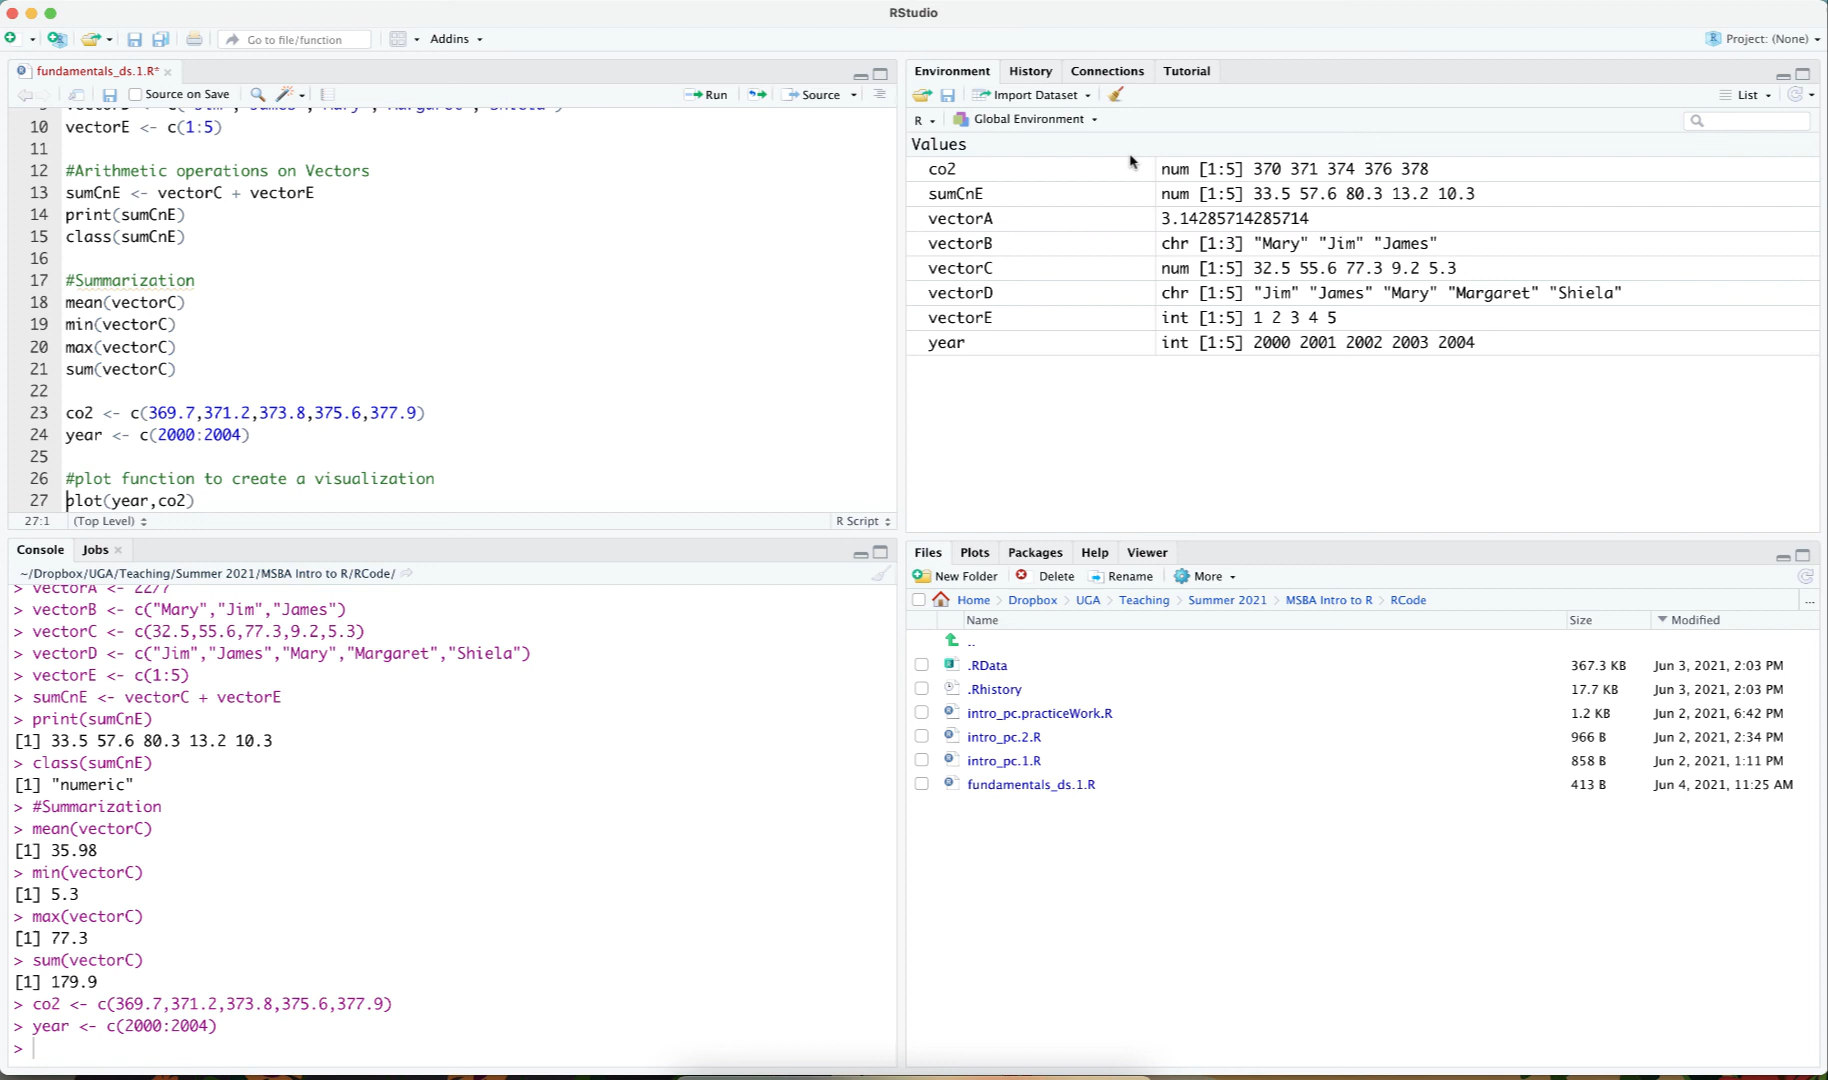 RStudio
Go to file/function
Addins
Project: (None)
fundamentals_ds.1.R*
Source on Save
Run
Source
10 vectorE <- c(1:5)
11
12 #Arithmetic operations on Vectors
13 sumCnE <- vectorC + vectorE
14 print(sumCnE)
15 class(sumCnE)
16
17 #Summarization
18 mean(vectorC)
19 min(vectorC)
20 max(vectorC)
21 sum(vectorC)
22
23 co2 <- c(369.7,371.2,373.8,375.6,377.9)
24 year <- c(2000:2004)
25
26 #plot function to create a visualization
27 plot(year,co2)
27:1 (Top Level) R Script
Console Jobs
~/Dropbox/UGA/Teaching/Summer 2021/MSBA Intro to R/RCode/
> vectorA <- 22/7
> vectorB <- c("Mary","Jim","James")
> vectorC <- c(32.5,55.6,77.3,9.2,5.3)
> vectorD <- c("Jim","James","Mary","Margaret","Shiela")
> vectorE <- c(1:5)
> sumCnE <- vectorC + vectorE
> print(sumCnE)
[1] 33.5 57.6 80.3 13.2 10.3
> class(sumCnE)
[1] "numeric"
> #Summarization
> mean(vectorC)
[1] 35.98
> min(vectorC)
[1] 5.3
> max(vectorC)
[1] 77.3
> sum(vectorC)
[1] 179.9
> co2 <- c(369.7,371.2,373.8,375.6,377.9)
> year <- c(2000:2004)
>
Environment History Connections Tutorial
Import Dataset List
R Global Environment
Values
co2 num [1:5] 370 371 374 376 378
sumCnE num [1:5] 33.5 57.6 80.3 13.2 10.3
vectorA 3.14285714285714
vectorB chr [1:3] "Mary" "Jim" "James"
vectorC num [1:5] 32.5 55.6 77.3 9.2 5.3
vectorD chr [1:5] "Jim" "James" "Mary" "Margaret" "Shiela"
vectorE int [1:5] 1 2 3 4 5
year int [1:5] 2000 2001 2002 2003 2004
Files Plots Packages Help Viewer
New Folder Delete Rename More
Home > Dropbox > UGA > Teaching > Summer 2021 > MSBA Intro to R > RCode ...
Name Size Modified
..
.RData 367.3 KB Jun 3, 2021, 2:03 PM
.Rhistory 17.7 KB Jun 3, 2021, 2:03 PM
intro_pc.practiceWork.R 1.2 KB Jun 2, 2021, 6:42 PM
intro_pc.2.R 966 B Jun 2, 2021, 2:34 PM
intro_pc.1.R 858 B Jun 2, 2021, 1:11 PM
fundamentals_ds.1.R 413 B Jun 4, 2021, 11:25 AM